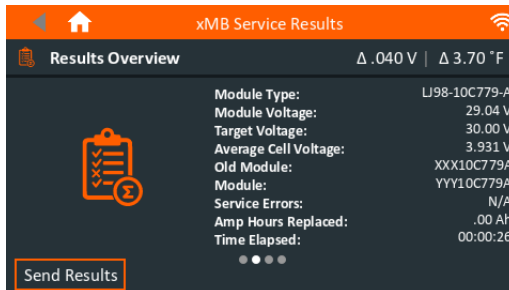 xMB Service Results
Results Overview Δ .040 V | Δ 3.70 °F
Module Type: LJ98-10C779-A
Module Voltage: 29.04 V
Target Voltage: 30.00 V
Average Cell Voltage: 3.931 V
Old Module: XXX10C779A
Module: YYY10C779A
Service Errors: N/A
Amp Hours Replaced: .00 Ah
Time Elapsed: 00:00:26
Send Results